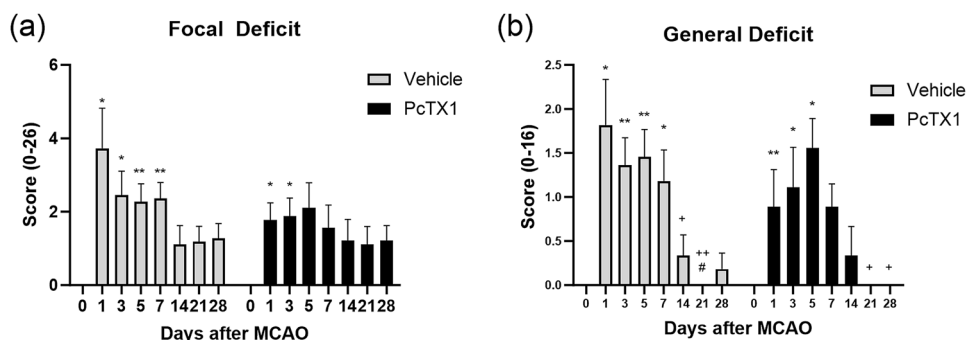 (a)
Focal Deficit
6
4
2
0
Score (0-26)
* * ** ** * *
0 1 3 5 7 14 21 28 0 1 3 5 7 14 21 28
Days after MCAO
Vehicle
PcTX1
(b)
General Deficit
2.5
2.0
1.5
1.0
0.5
0.0
Score (0-16)
* ** ** * + ++ ** * * + +
#
0 1 3 5 7 14 21 28 0 1 3 5 7 14 21 28
Days after MCAO
Vehicle
PcTX1